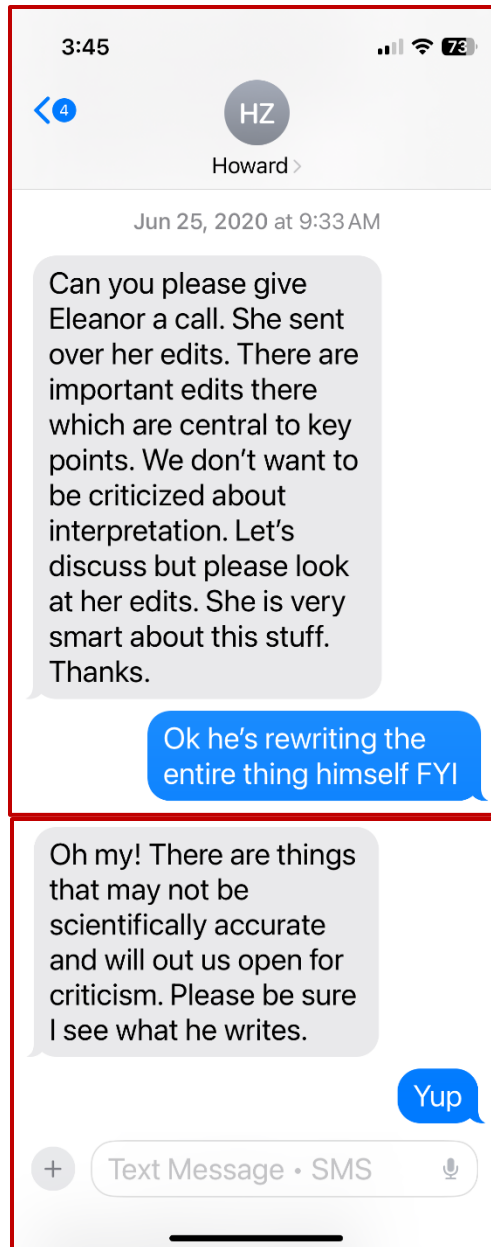 3:45
73
4
HZ
Howard
Jun 25, 2020 at 9:33 AM
Can you please give
Eleanor a call. She sent
over her edits. There are
important edits there
which are central to key
points. We don’t want to
be criticized about
interpretation. Let’s
discuss but please look
at her edits. She is very
smart about this stuff.
Thanks.
Ok he’s rewriting the
entire thing himself FYI
Oh my! There are things
that may not be
scientifically accurate
and will out us open for
criticism. Please be sure
I see what he writes.
Yup
Text Message • SMS